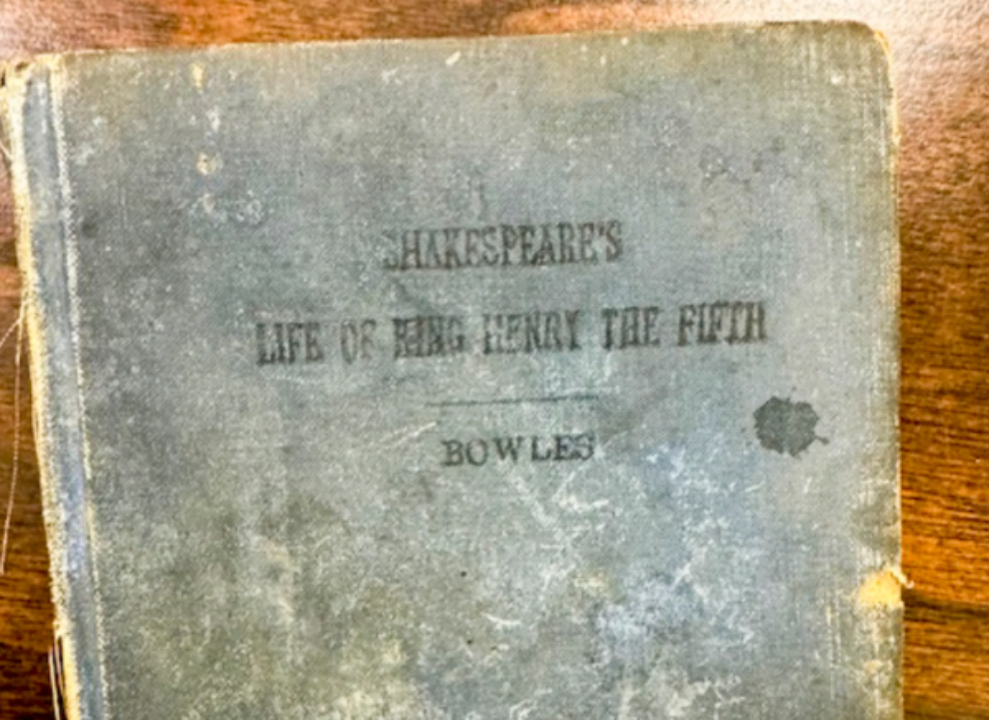 SHAKESPEARE'S
LIFE OF KING HENRY THE FIFTH
BOWLES